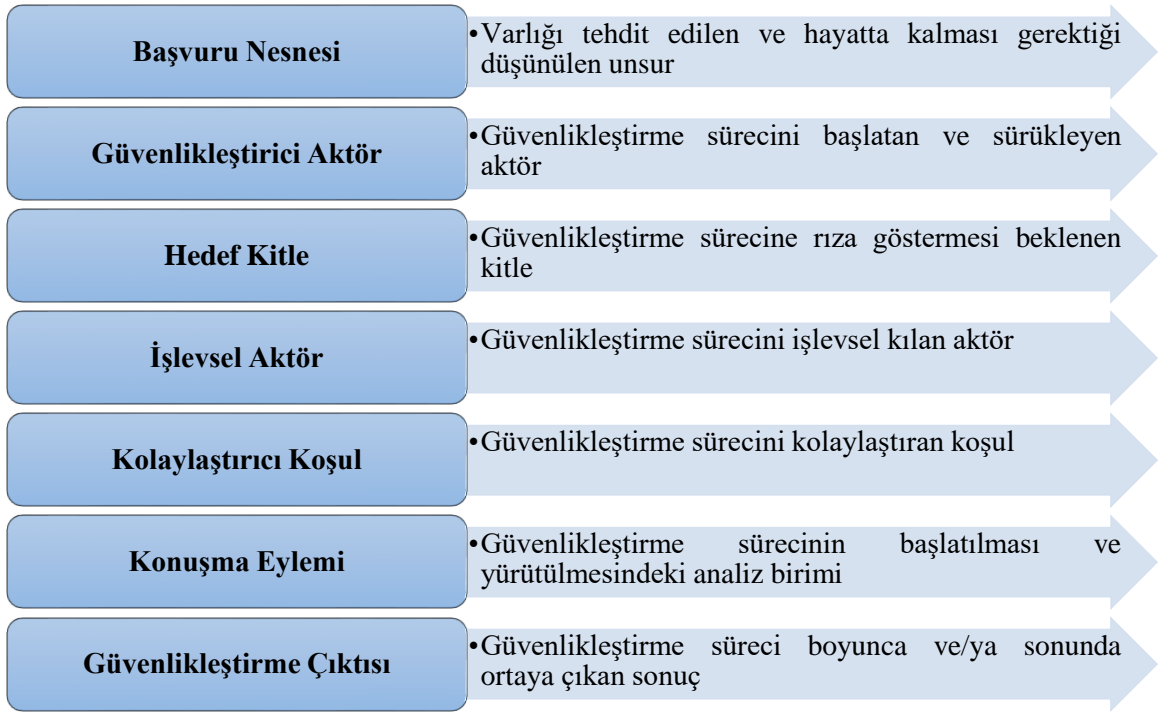 Başvuru Nesnesi
•Varlığı tehdit edilen ve hayatta kalması gerektiği
düşünülen unsur
Güvenlikleştirici Aktör
•Güvenlikleştirme sürecini başlatan ve sürükleyen
aktör
Hedef Kitle
•Güvenlikleştirme sürecine rıza göstermesi beklenen
kitle
İşlevsel Aktör
•Güvenlikleştirme sürecini işlevsel kılan aktör
Kolaylaştırıcı Koşul
•Güvenlikleştirme sürecini kolaylaştıran koşul
Konuşma Eylemi
•Güvenlikleştirme sürecinin başlatılması ve
yürütülmesindeki analiz birimi
Güvenlikleştirme Çıktısı
•Güvenlikleştirme süreci boyunca ve/ya sonunda
ortaya çıkan sonuç